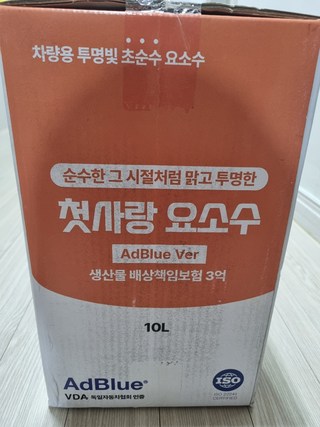 차량용 투명빛 초순수 요소수
순수한 그 시절처럼 맑고 투명한
첫사랑 요소수
AdBlue Ver
생산물 배상책임보험 3억
10L
AdBlue®
VDA 독일자동차협회 인증
ISO